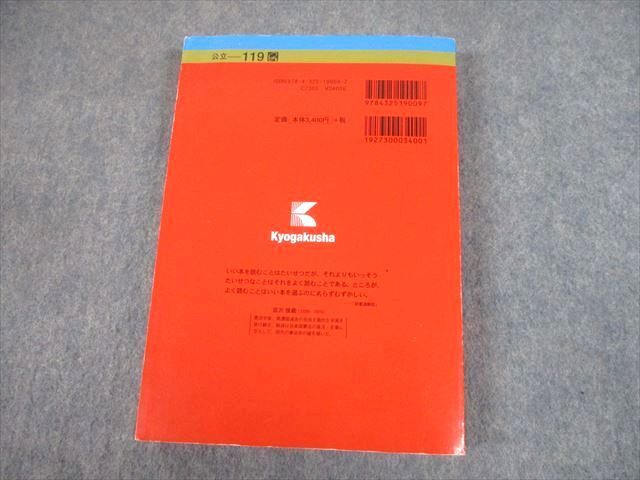 公立—119
ISBN978-4-325-19009-7
C7300 ¥3400E
9784325190097
定価 本体3,400円 +税
1927300034001
Kyogakusha
いい本を読むことはたいせつだが、それよりもいっそう
たいせつなことはそれをよく読むことである。ところが、
よく読むことはいい本を選ぶのに劣らずむずかしい。